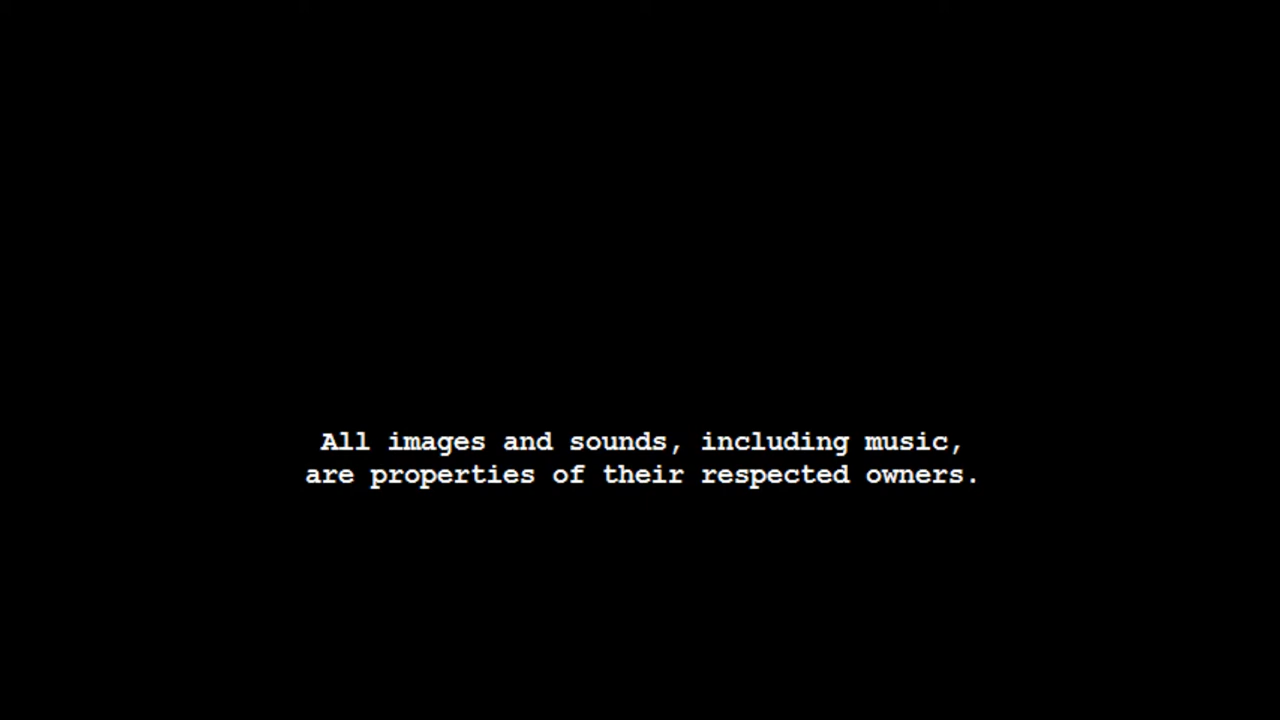 All images and sounds, including music,
are properties of their respected owners.